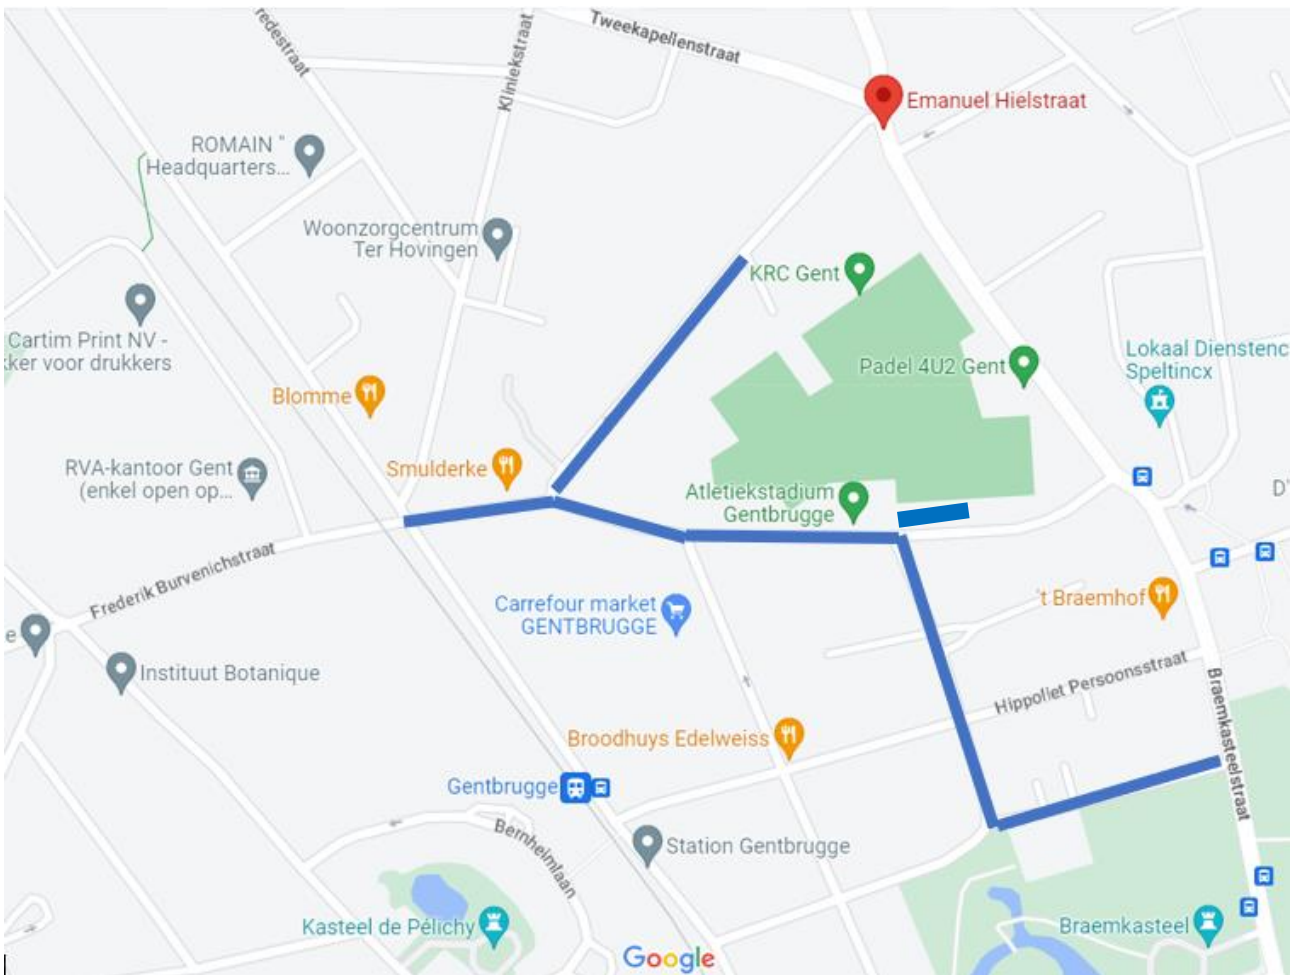 Tweekapellenstraat
redestraat
Kliniekstraat
Emanuel Hielstraat
ROMAIN "
Headquarters...
Woonzorgcentrum
Ter Hovingen
KRC Gent
Cartim Print NV -
ker voor drukkers
Padel 4U2 Gent
Lokaal Dienstenc
Speltincx
Blomme
RVA-kantoor Gent
(enkel open op...
Smulderke
Atletiekstadium
Gentbrugge
D'
Frederik Burvenichstraat
Carrefour market
GENTBRUGGE
't Braemhof
e
Instituut Botanique
Hippoliet Persoonsstraat
Braemkasteelstraat
Broodhuys Edelweiss
Gentbrugge
Bernheimlaan
Station Gentbrugge
Kasteel de Pélichy
Braemkasteel
Google